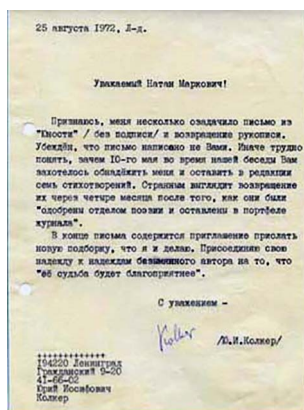 25 августа 1972, Л-д.
Уважаемый Натан Маркович!
Признаюсь, меня несколько озадачило письмо из
"Юности" / без подписи/ и возвращение рукописи.
Убеждён, что письмо написано не Вами. Иначе трудно
понять, зачем 10-го мая во время нашей беседы Вам
захотелось обнадёжить меня и оставить в редакции
семь стихотворений. Странным выглядит возвращение
их через четыре месяца после того, как они были
"одобрены отделом поэзии и оставлены в портфеле
журнала".
В конце письма содержится приглашение прислать
новую подборку, что я и делаю. Присоединяю свою
надежду к надеждам безыменного автора на то, что
"её судьба будет благоприятнее".
С уважением –
Kolker /Ю.И.Колкер/
+++++++++++++
194220 Ленинград
Гражданский 9-20
41-66-02
Юрий Иосифович
Колкер